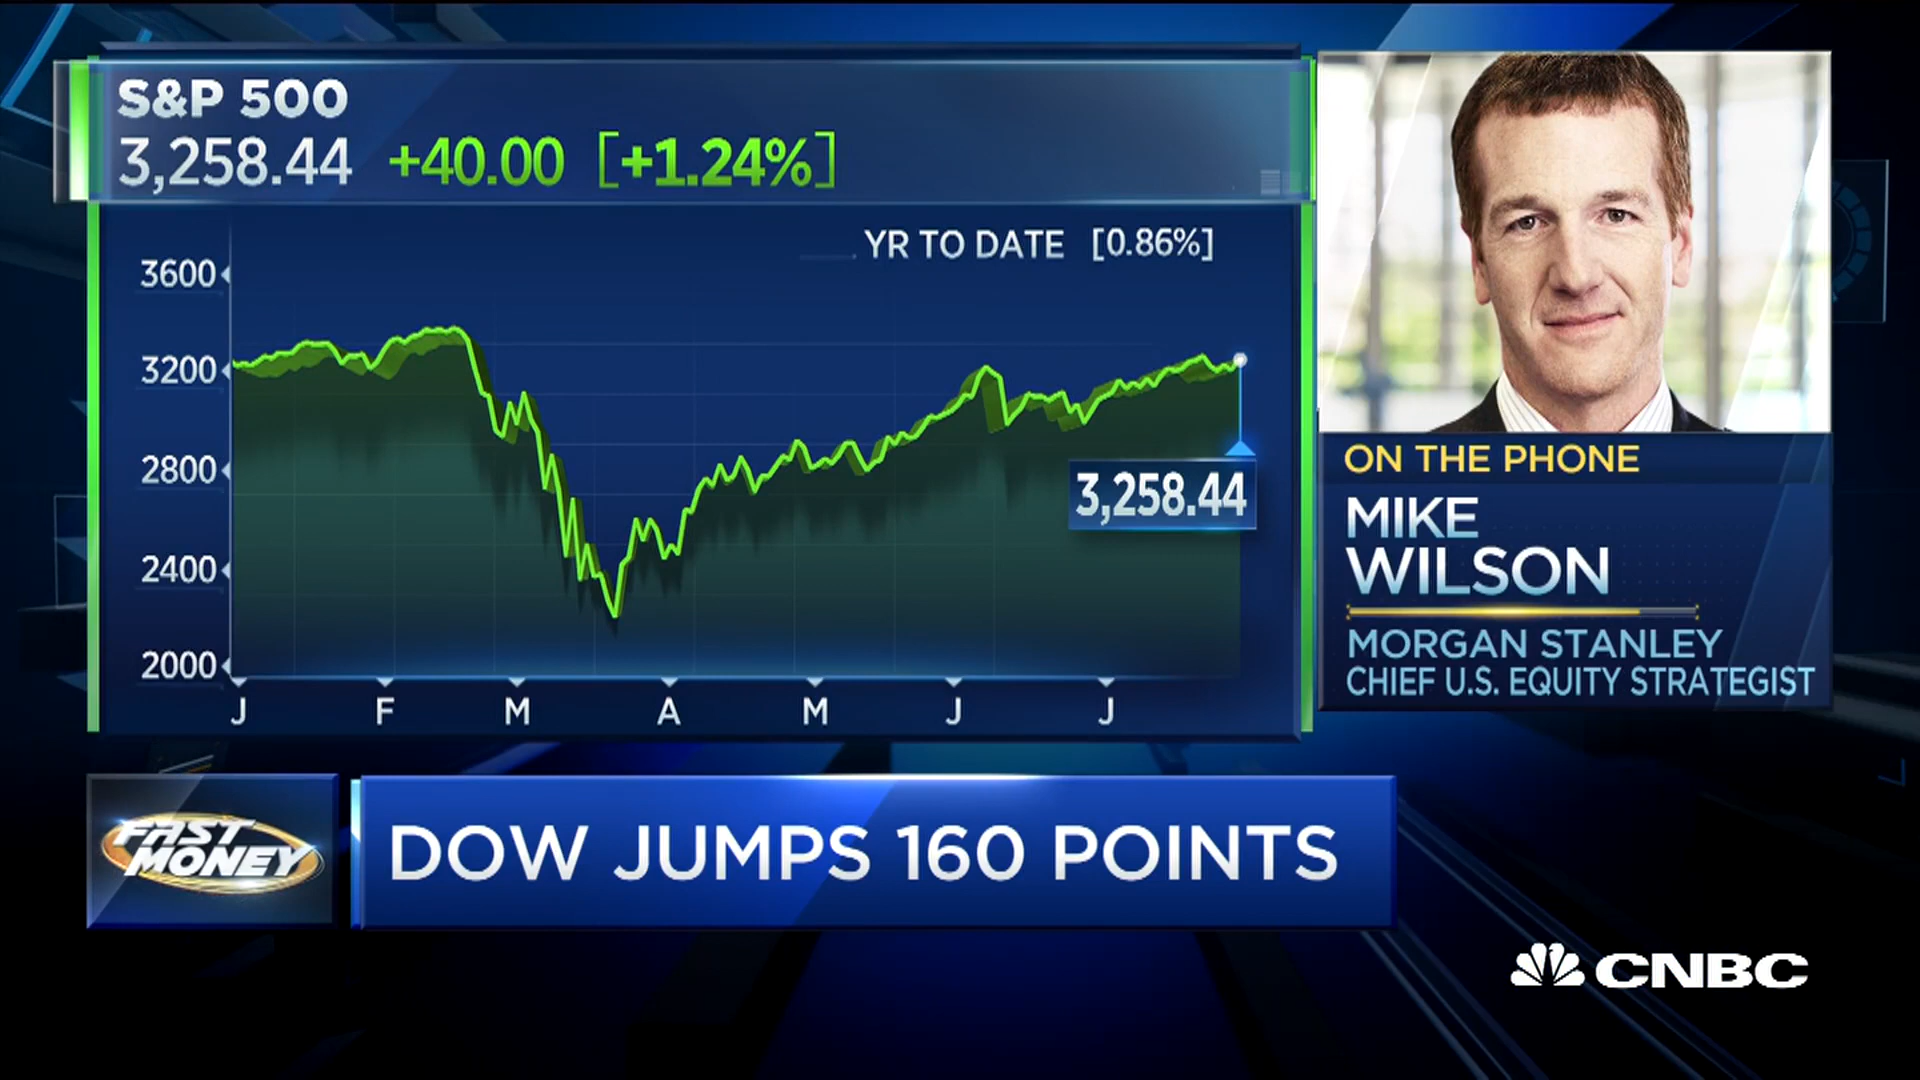 S&P 500
3,258.44 +40.00 [+1.24%]
YR TO DATE [0.86%]
3600
3200
2800
2400
2000
J F M A M J J
3,258.44
ON THE PHONE
MIKE
WILSON
MORGAN STANLEY
CHIEF U.S. EQUITY STRATEGIST
FAST
MONEY
DOW JUMPS 160 POINTS
CNBC